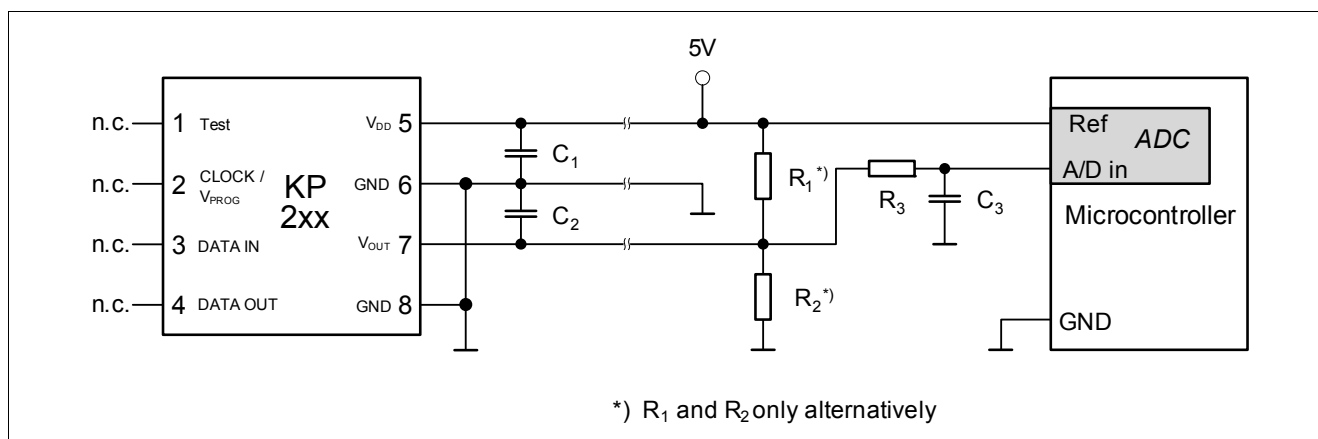 5V
n.c. 1 Test
V_DD 5
n.c. 2 CLOCK / V_PROG
GND 6
n.c. 3 DATA IN
V_OUT 7
n.c. 4 DATA OUT
GND 8
KP
2xx
C₁
C₂
R₁*)
R₂*)
R₃
C₃
Ref
ADC
A/D in
Microcontroller
GND
*) R₁ and R₂ only alternatively